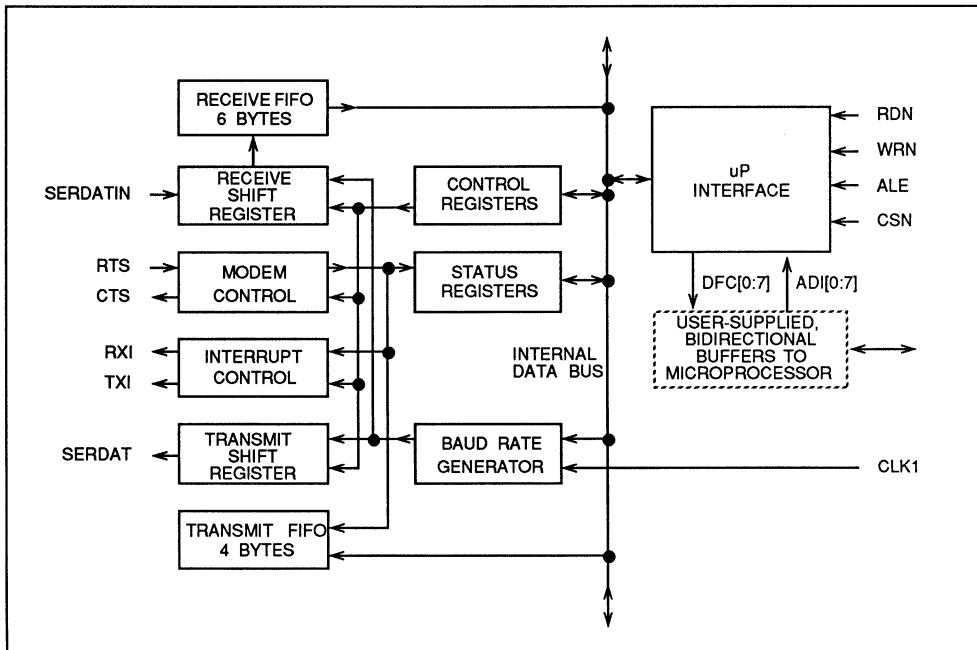 RECEIVE FIFO
6 BYTES
SERDATIN
RECEIVE
SHIFT
REGISTER
CONTROL
REGISTERS
uP
INTERFACE
RDN
WRN
ALE
CSN
RTS
CTS
MODEM
CONTROL
STATUS
REGISTERS
DFC[0:7]
ADI[0:7]
USER-SUPPLIED,
BIDIRECTIONAL
BUFFERS TO
MICROPROCESSOR
RXI
TXI
INTERRUPT
CONTROL
INTERNAL
DATA BUS
SERDAT
TRANSMIT
SHIFT
REGISTER
BAUD RATE
GENERATOR
CLK1
TRANSMIT FIFO
4 BYTES